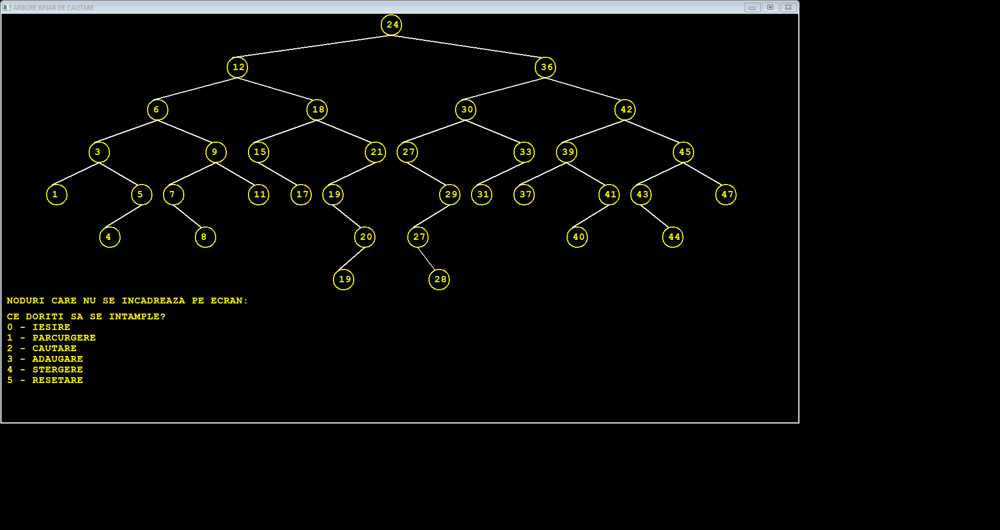 ARBORE BINAR DE CAUTARE
24
12 36
6 18 30 42
3 9 15 21 27 33 39 45
1 5 7 11 17 19 29 31 37 41 43 47
4 8 20 27 40 44
19 28
NODURI CARE NU SE INCADREAZA PE ECRAN:
CE DORITI SA SE INTAMPLE?
0 - IESIRE
1 - PARCURGERE
2 - CAUTARE
3 - ADAUGARE
4 - STERGERE
5 - RESETARE